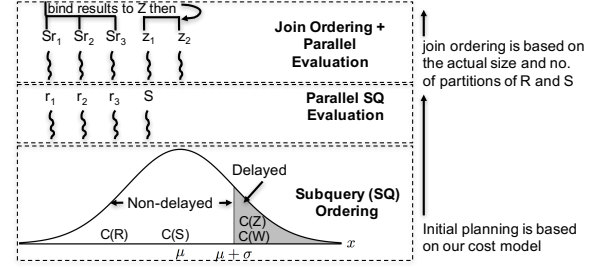 bind results to Z then
Sr₁ Sr₂ Sr₃ z₁ z₂
Join Ordering +
Parallel
Evaluation
join ordering is based on
the actual size and no.
of partitions of R and S
r₁ r₂ r₃ S
Parallel SQ
Evaluation
Delayed
Non-delayed
Subquery (SQ)
Ordering
C(Z)
C(R) C(S) C(W)
x
μ μ + σ
Initial planning is based
on our cost model